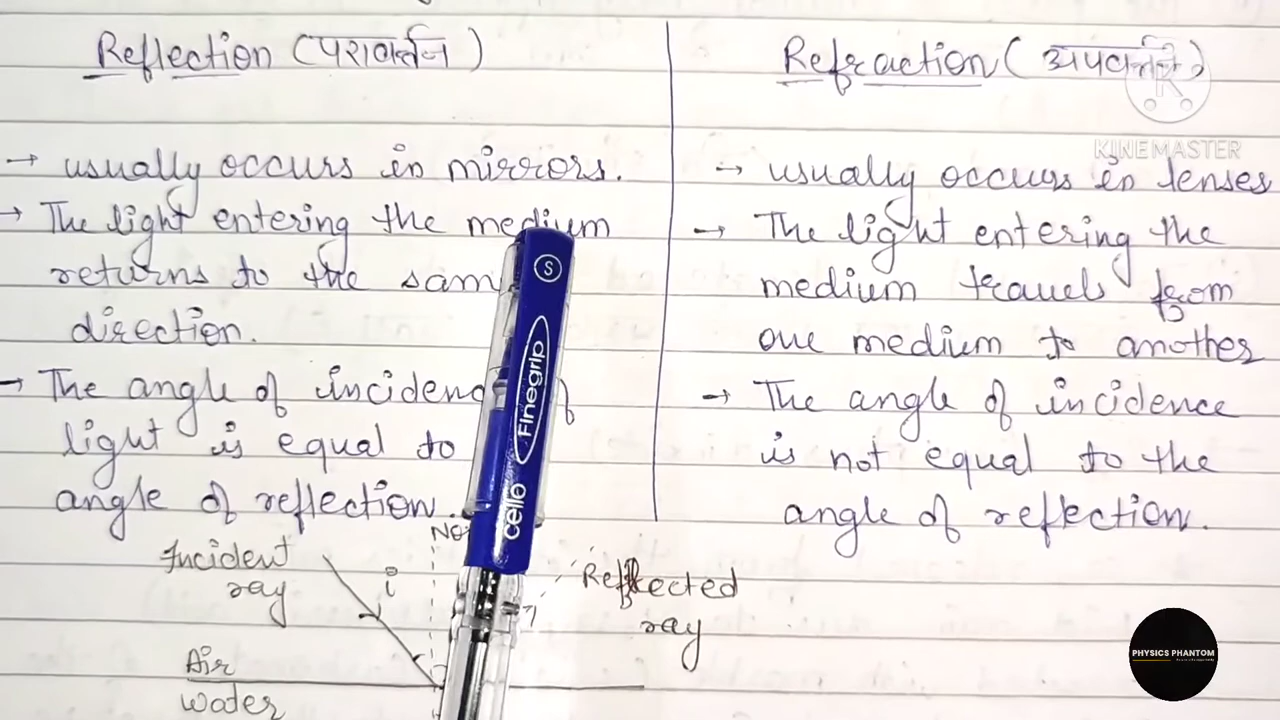 Reflection (परावर्तन)
→ usually occurs in mirrors.
→ The light entering the medium
returns to the sam
direction.
→ The angle of incidenc f
light is equal to
angle of reflection.
Refraction (अपवर्तन)
→ usually occurs in lenses
→ The light entering the
medium travels from
one medium to another
→ The angle of incidence
is not equal to the
angle of reflection.
Incident
ray
i
No
Reflected
ray
Air
water
S
Finegrip
cello
K
KINEMASTER
PHYSICS PHANTOM